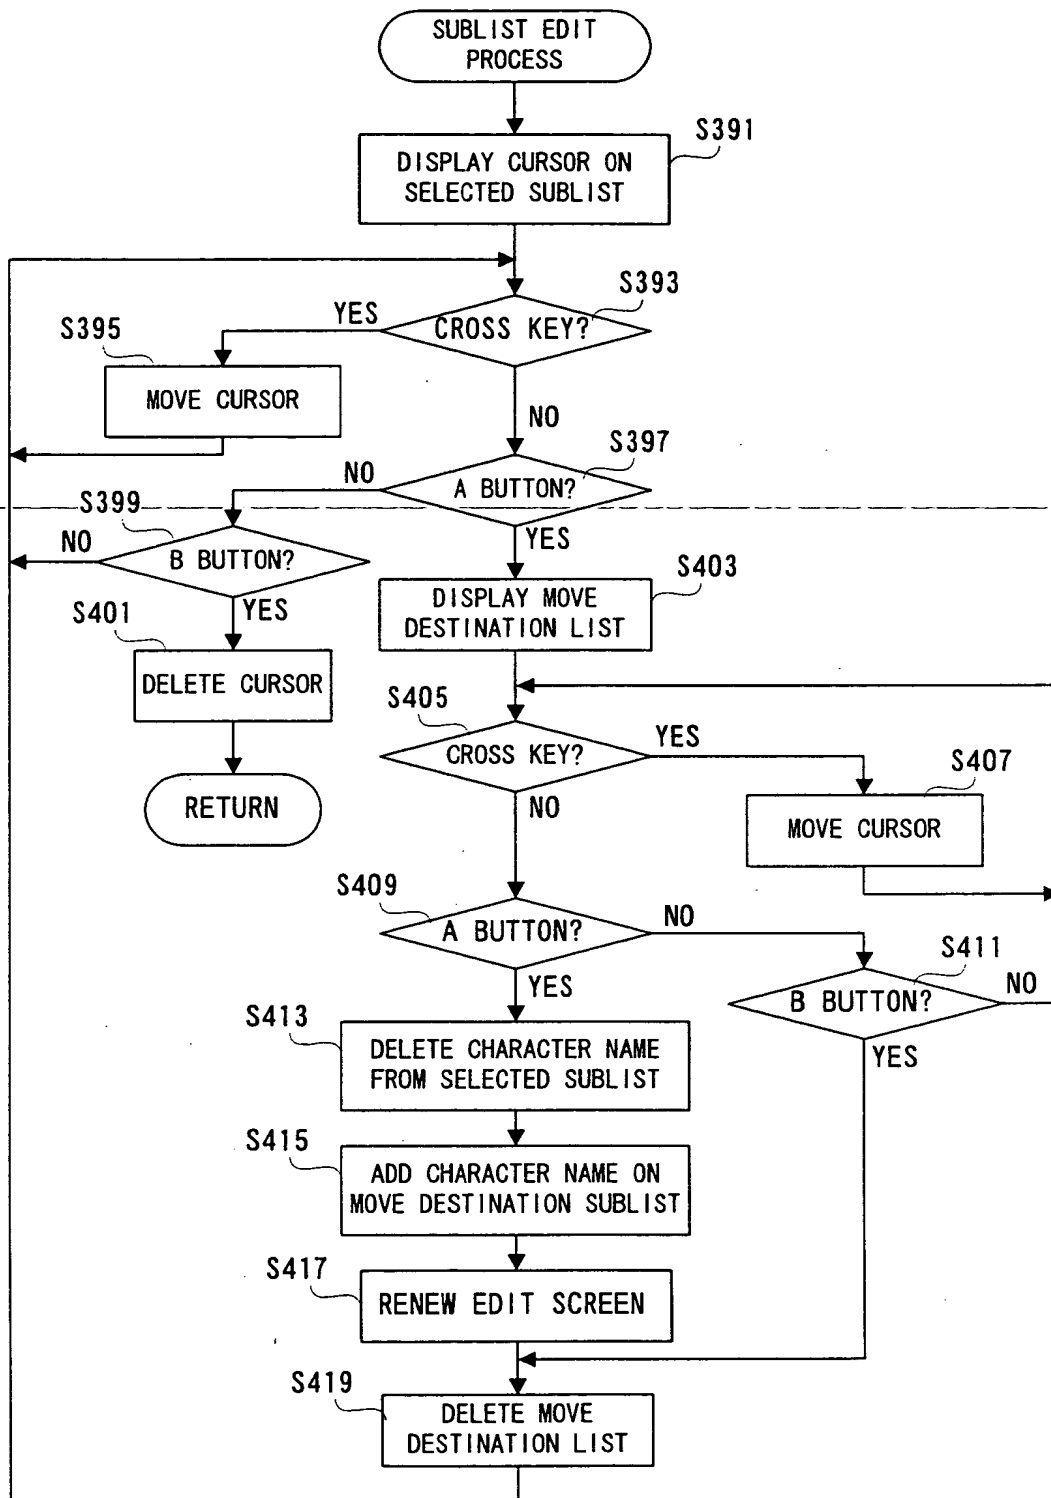 SUBLIST EDIT
PROCESS
S391
DISPLAY CURSOR ON
SELECTED SUBLIST
S393
YES
CROSS KEY?
S395
MOVE CURSOR
NO
S397
NO
A BUTTON?
S399
YES
NO
B BUTTON?
S403
YES
DISPLAY MOVE
DESTINATION LIST
S401
DELETE CURSOR
S405
YES
CROSS KEY?
S407
RETURN
NO
MOVE CURSOR
S409
NO
A BUTTON?
S411
YES
NO
B BUTTON?
S413
YES
DELETE CHARACTER NAME
FROM SELECTED SUBLIST
S415
ADD CHARACTER NAME ON
MOVE DESTINATION SUBLIST
S417
RENEW EDIT SCREEN
S419
DELETE MOVE
DESTINATION LIST